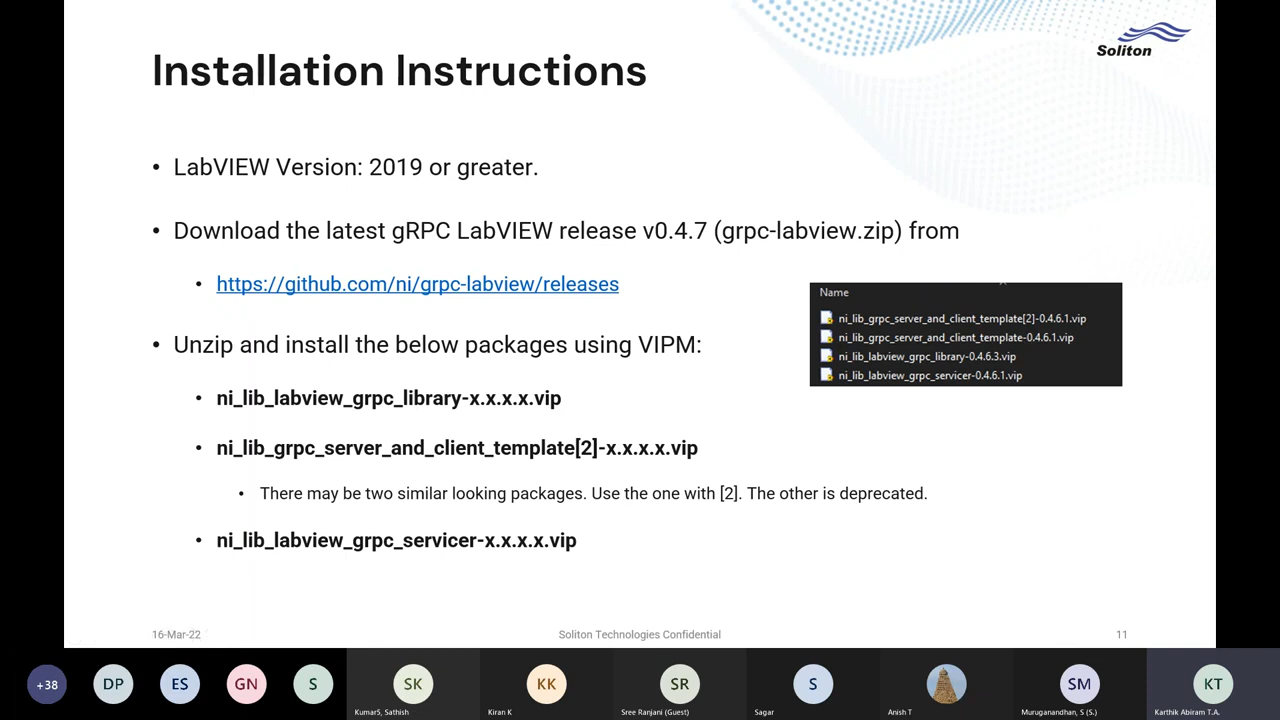 Soliton
Installation Instructions
• LabVIEW Version: 2019 or greater.
• Download the latest gRPC LabVIEW release v0.4.7 (grpc-labview.zip) from
• https://github.com/ni/grpc-labview/releases
Name
ni_lib_grpc_server_and_client_template[2]-0.4.6.1.vip
ni_lib_grpc_server_and_client_template-0.4.6.1.vip
ni_lib_labview_grpc_library-0.4.6.3.vip
ni_lib_labview_grpc_servicer-0.4.6.1.vip
• Unzip and install the below packages using VIPM:
• ni_lib_labview_grpc_library-x.x.x.x.vip
• ni_lib_grpc_server_and_client_template[2]-x.x.x.x.vip
• There may be two similar looking packages. Use the one with [2]. The other is deprecated.
• ni_lib_labview_grpc_servicer-x.x.x.x.vip
16-Mar-22 Soliton Technologies Confidential 11
+38 DP ES GN S SK KK SR S SM KT
KumarS, Sathish Kiran K Sree Ranjani (Guest) Sagar Anish T Muruganandhan, S (S.) Karthik Abiram T.A.